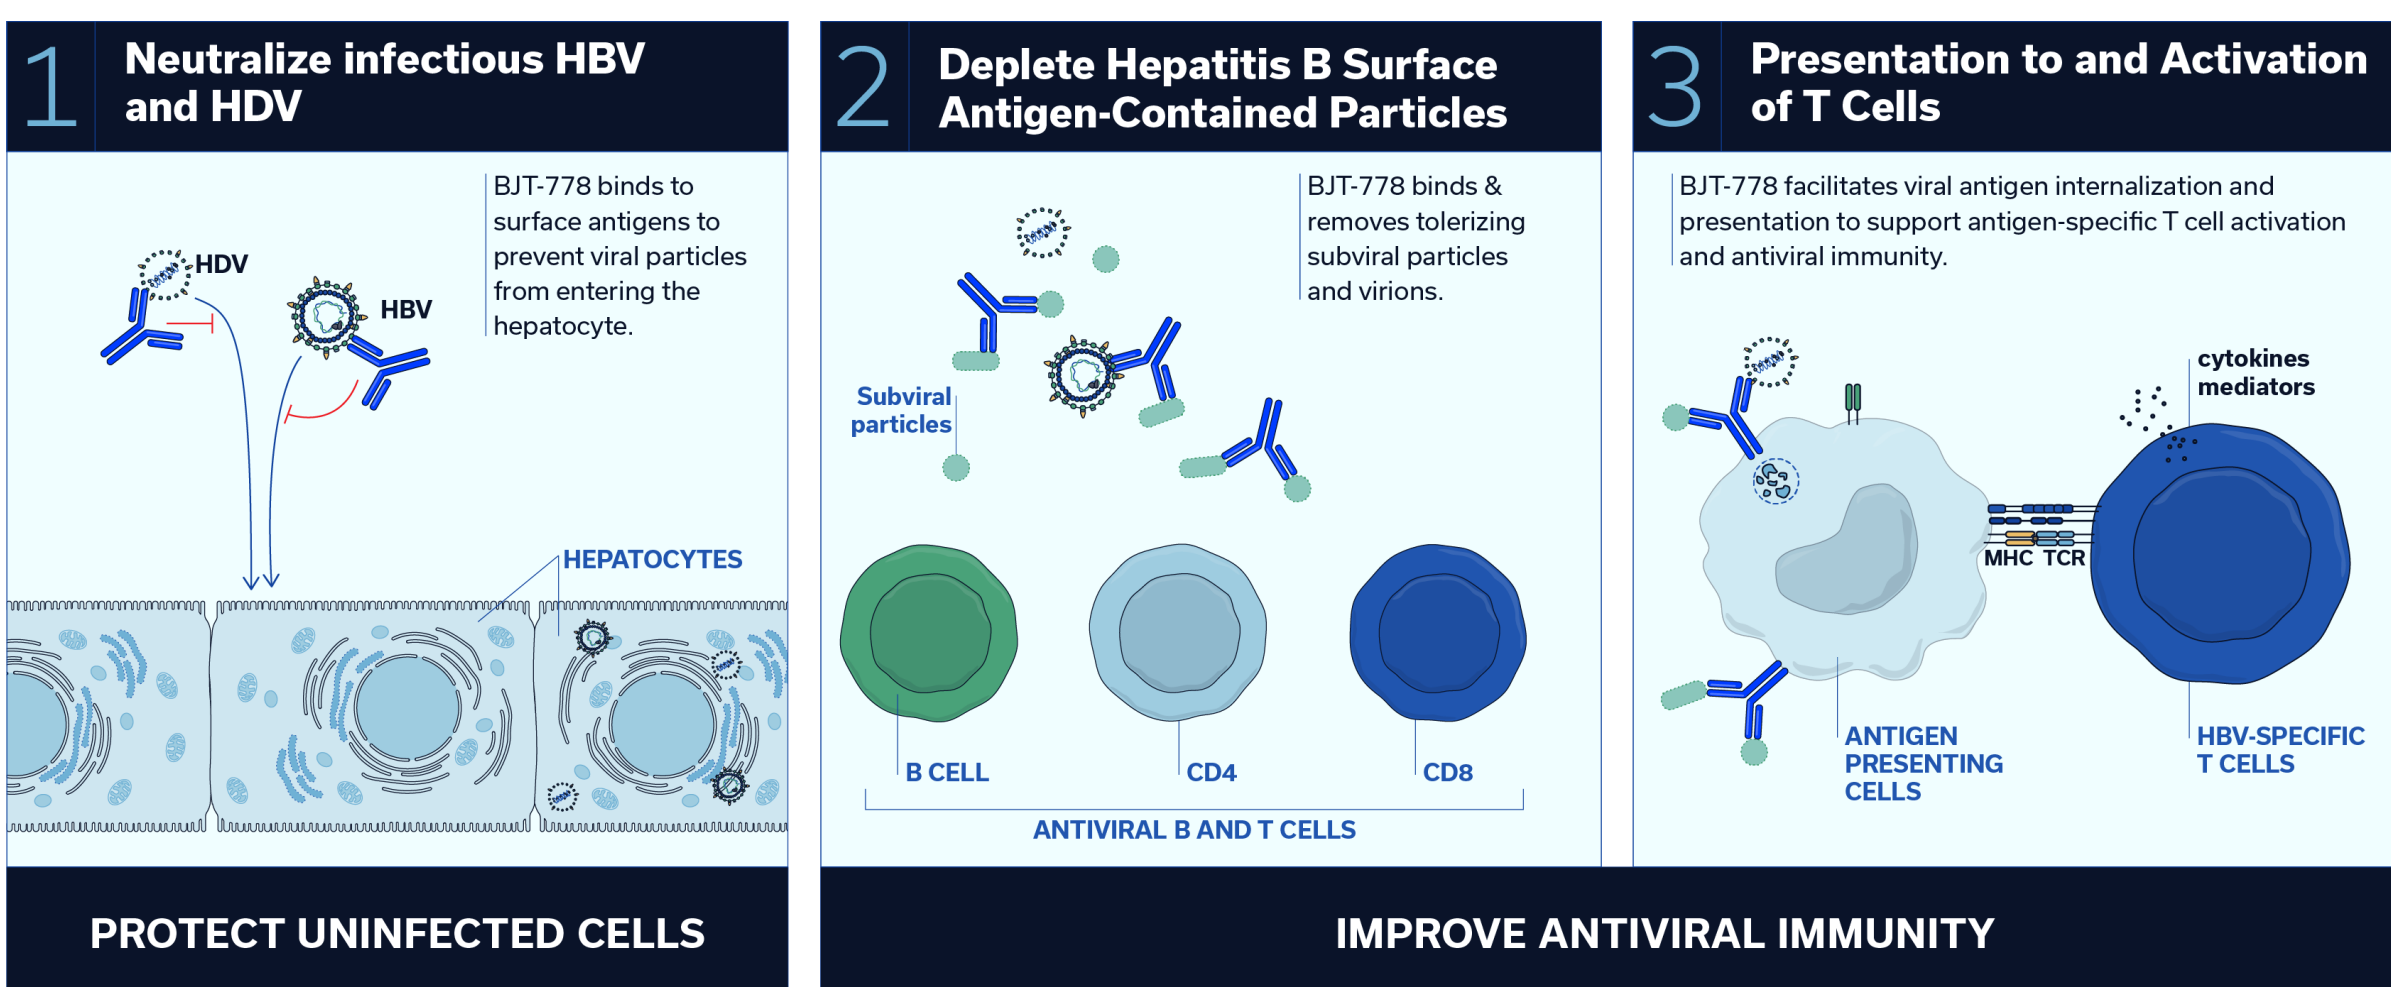 1
Neutralize infectious HBV
and HDV
BJT-778 binds to
surface antigens to
prevent viral particles
from entering the
hepatocyte.
HDV
HBV
HEPATOCYTES
PROTECT UNINFECTED CELLS
2
Deplete Hepatitis B Surface
Antigen-Contained Particles
BJT-778 binds &
removes tolerizing
subviral particles
and virions.
Subviral
particles
B CELL
CD4
CD8
ANTIVIRAL B AND T CELLS
3
Presentation to and Activation
of T Cells
BJT-778 facilitates viral antigen internalization and
presentation to support antigen-specific T cell activation
and antiviral immunity.
cytokines
mediators
MHC TCR
ANTIGEN
PRESENTING
CELLS
HBV-SPECIFIC
T CELLS
IMPROVE ANTIVIRAL IMMUNITY